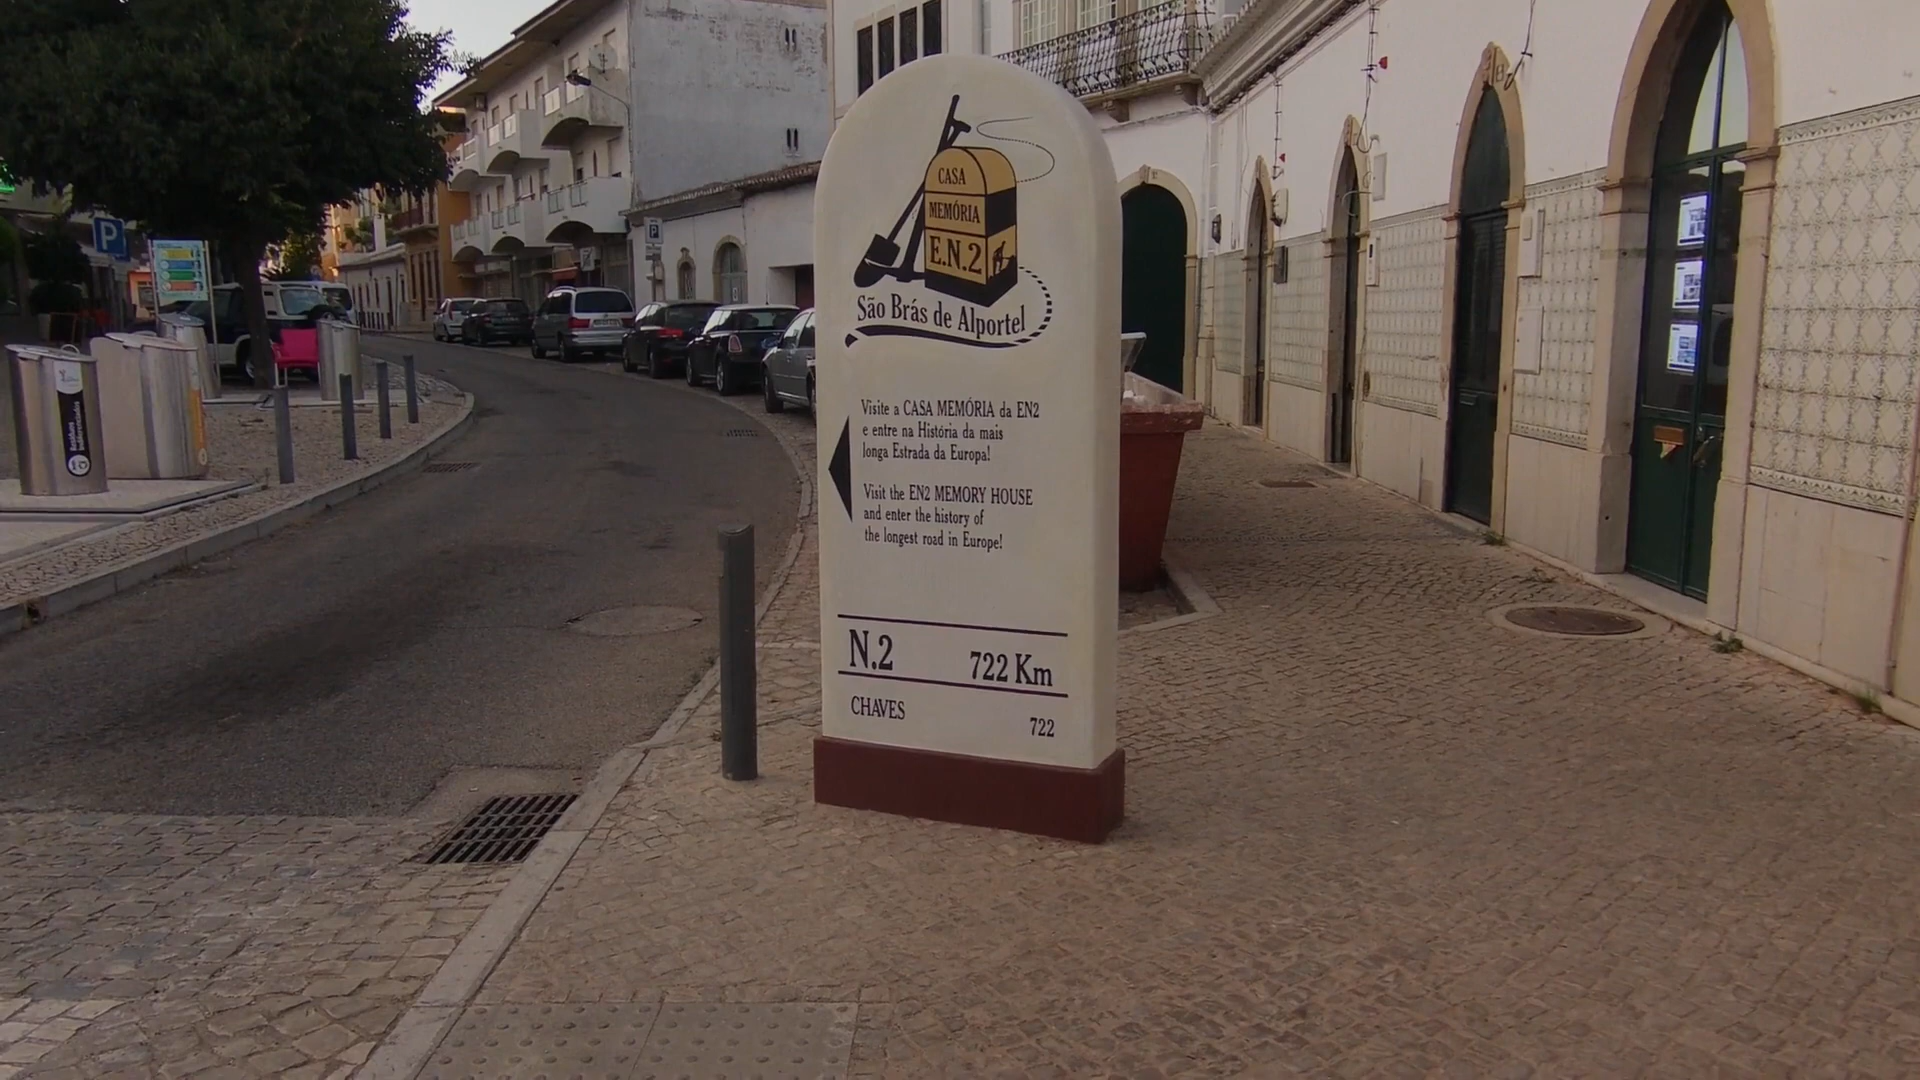 CASA
MEMÓRIA
E.N.2
São Brás de Alportel
Visite a CASA MEMÓRIA da EN2
e entre na História da mais
longa Estrada da Europa!
Visit the EN2 MEMORY HOUSE
and enter the history of
the longest road in Europe!
N.2 722 Km
CHAVES 722
P
P